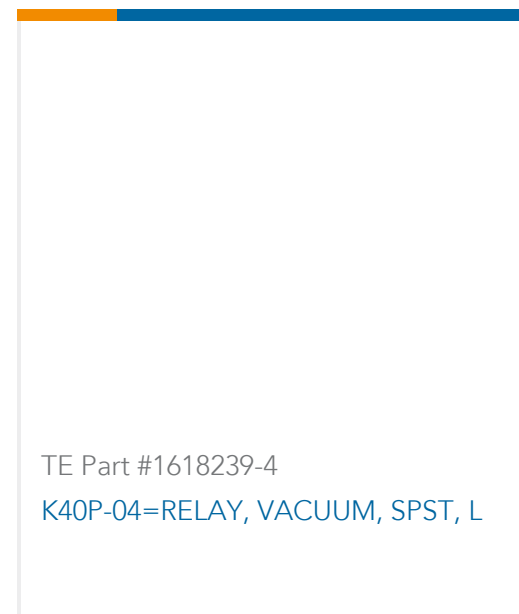 TE Part #1618239-4
K40P-04=RELAY, VACUUM, SPST, L